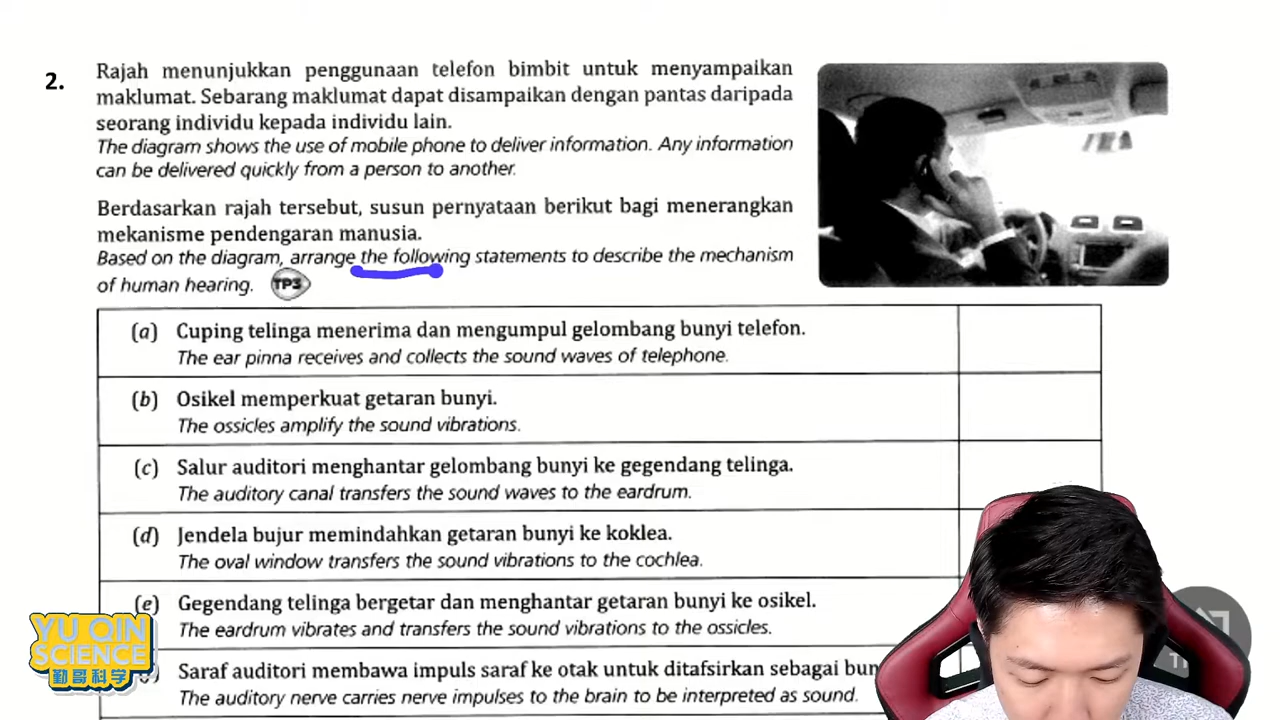 2.
Rajah menunjukkan penggunaan telefon bimbit untuk menyampaikan
maklumat. Sebarang maklumat dapat disampaikan dengan pantas daripada
seorang individu kepada individu lain.
The diagram shows the use of mobile phone to deliver information. Any information
can be delivered quickly from a person to another.
Berdasarkan rajah tersebut, susun pernyataan berikut bagi menerangkan
mekanisme pendengaran manusia.
Based on the diagram, arrange the following statements to describe the mechanism
of human hearing. TP3
(a) Cuping telinga menerima dan mengumpul gelombang bunyi telefon.
The ear pinna receives and collects the sound waves of telephone.
(b) Osikel memperkuat getaran bunyi.
The ossicles amplify the sound vibrations.
(c) Salur auditori menghantar gelombang bunyi ke gegendang telinga.
The auditory canal transfers the sound waves to the eardrum.
(d) Jendela bujur memindahkan getaran bunyi ke koklea.
The oval window transfers the sound vibrations to the cochlea.
(e) Gegendang telinga bergetar dan menghantar getaran bunyi ke osikel.
The eardrum vibrates and transfers the sound vibrations to the ossicles.
Saraf auditori membawa impuls saraf ke otak untuk ditafsirkan sebagai
The auditory nerve carries nerve impulses to the brain to be interpreted as sound.
YU QIN
SCIENCE
勤哥科学